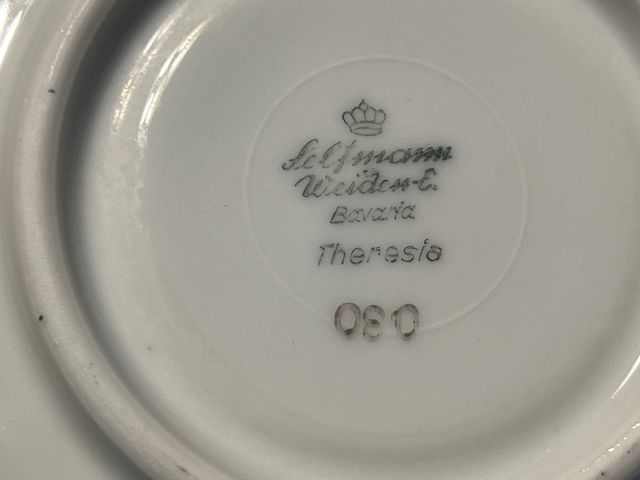 Seltmann
Weiden-E.
Bavaria
Theresia
080